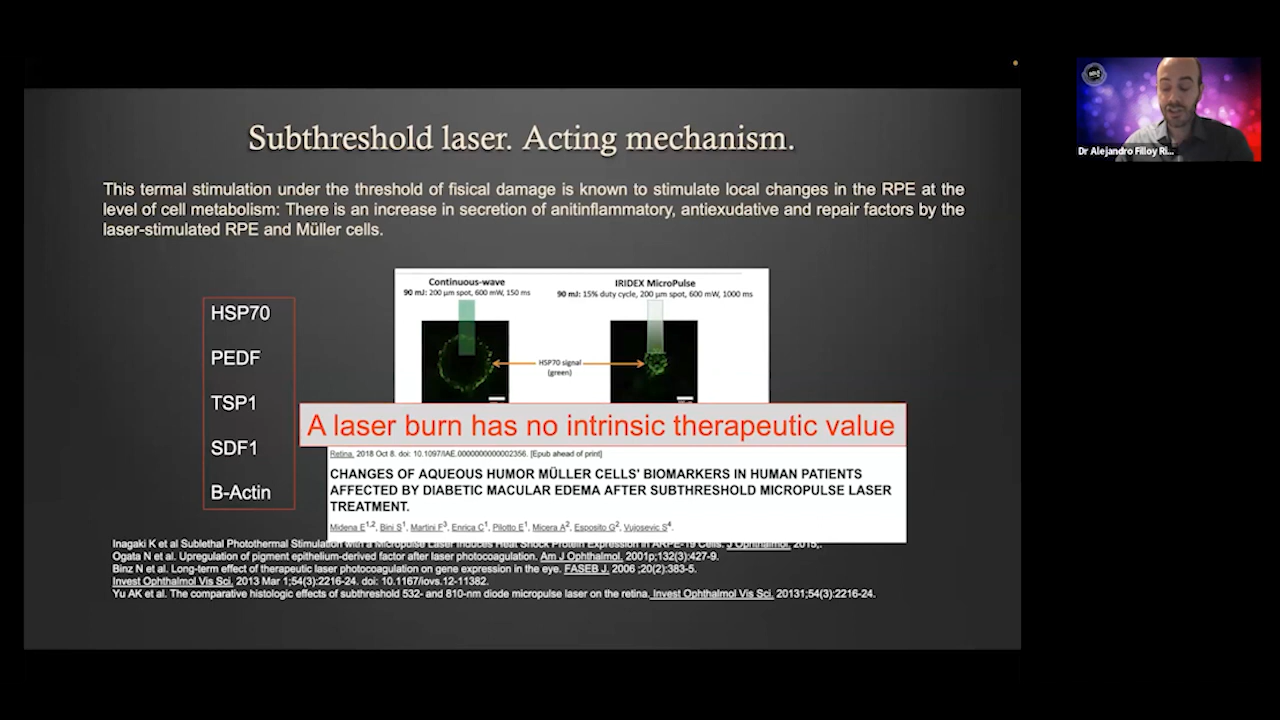 Subthreshold laser. Acting mechanism.
This termal stimulation under the threshold of fisical damage is known to stimulate local changes in the RPE at the
level of cell metabolism: There is an increase in secretion of anitinflammatory, antiexudative and repair factors by the
laser-stimulated RPE and Müller cells.
Continuous-wave
90 mJ: 200 µm spot, 600 mW, 150 ms
IRIDEX MicroPulse
90 mJ: 15% duty cycle, 200 µm spot, 600 mW, 1000 ms
HSP70 signal
(green)
HSP70
PEDF
TSP1
SDF1
B-Actin
A laser burn has no intrinsic therapeutic value
Retina. 2018 Oct 8. doi: 10.1097/IAE.0000000000002356. [Epub ahead of print]
CHANGES OF AQUEOUS HUMOR MÜLLER CELLS' BIOMARKERS IN HUMAN PATIENTS
AFFECTED BY DIABETIC MACULAR EDEMA AFTER SUBTHRESHOLD MICROPULSE LASER
TREATMENT.
Midena E1,2, Bini S1, Martini F3, Enrica C1, Pilotto E1, Micera A2, Esposito G2, Vujosevic S4.
Inagaki K et al Sublethal Photothermal Stimulation with a Micropulse Laser Induces Heat Shock Protein Expression in ARPE-19 Cells. J Ophthalmol. 2015;.
Ogata N et al. Upregulation of pigment epithelium-derived factor after laser photocoagulation. Am J Ophthalmol. 2001p;132(3):427-9.
Binz N et al. Long-term effect of therapeutic laser photocoagulation on gene expression in the eye. FASEB J. 2006 ;20(2):383-5.
Invest Ophthalmol Vis Sci. 2013 Mar 1;54(3):2216-24. doi: 10.1167/iovs.12-11382.
Yu AK et al. The comparative histologic effects of subthreshold 532- and 810-nm diode micropulse laser on the retina. Invest Ophthalmol Vis Sci. 20131;54(3):2216-24.
Dr Alejandro Filloy Ri...